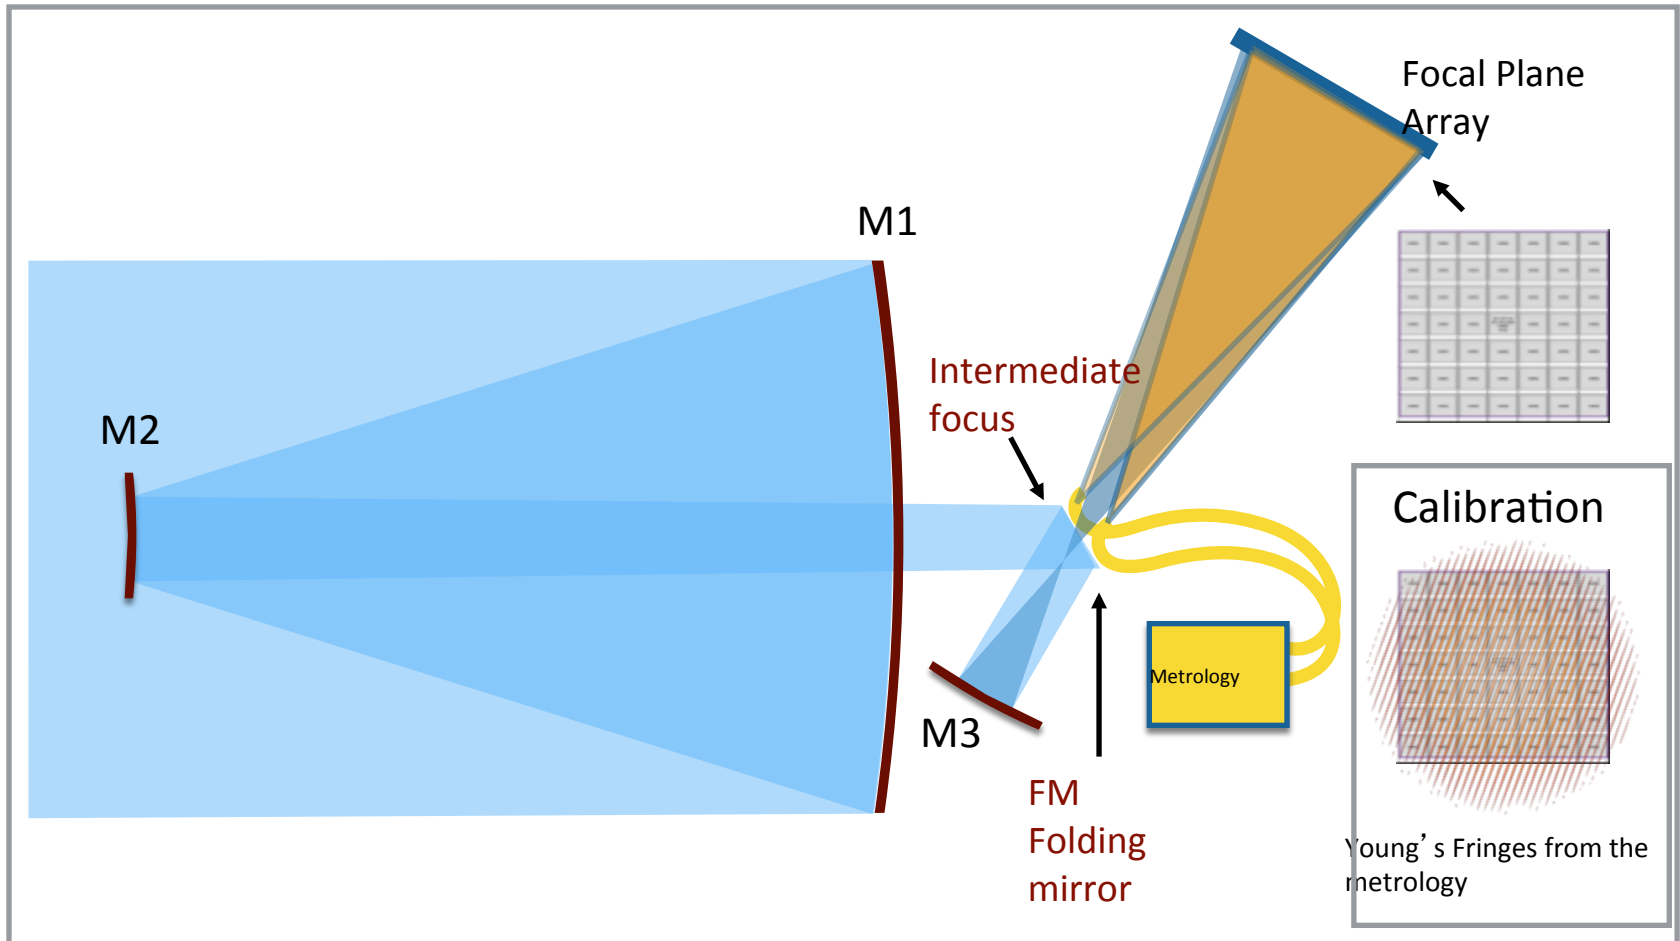 Focal Plane
Array
M1
Intermediate
focus
M2
Calibration
Metrology
M3
FM
Folding
mirror
Young’s Fringes from the
metrology